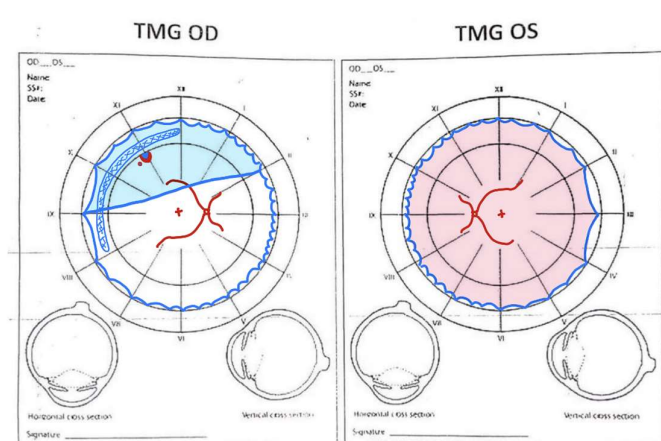 TMG OD
OD__OS__
Name:
SS#:
Date:
XII
I
II
III
IV
V
VI
VII
VIII
IX
X
XI
Horizontal cross section
Vertical cross section
Signature
TMG OS
OD__OS__
Name:
SS#:
Date:
XII
I
II
III
IV
V
VI
VII
VIII
IX
X
XI
Horizontal cross section
Vertical cross section
Signature